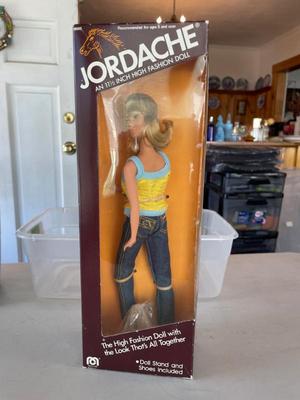 Recommended for ages 3 and over
JORDACHE
AN 11½ INCH HIGH FASHION DOLL
The High Fashion Doll with
the Look That's All Together
• Doll Stand and
Shoes Included